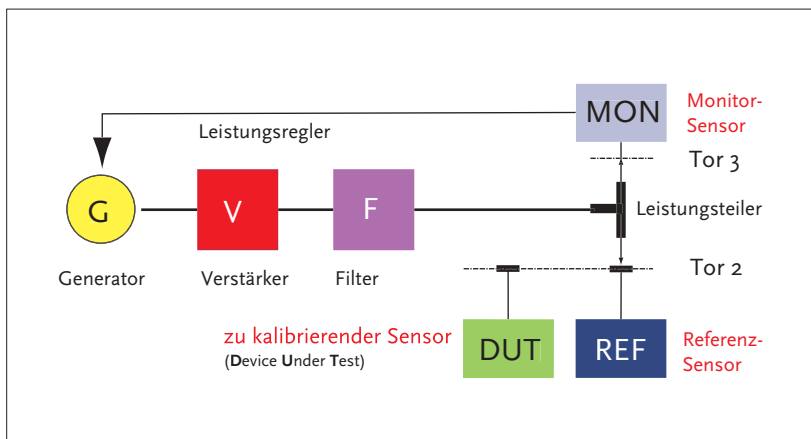 MON
Monitor-
Sensor
Leistungsregler
Tor 3
G
V
F
Leistungsteiler
Generator
Verstärker
Filter
Tor 2
zu kalibrierender Sensor
(Device Under Test)
DUT
REF
Referenz-
Sensor